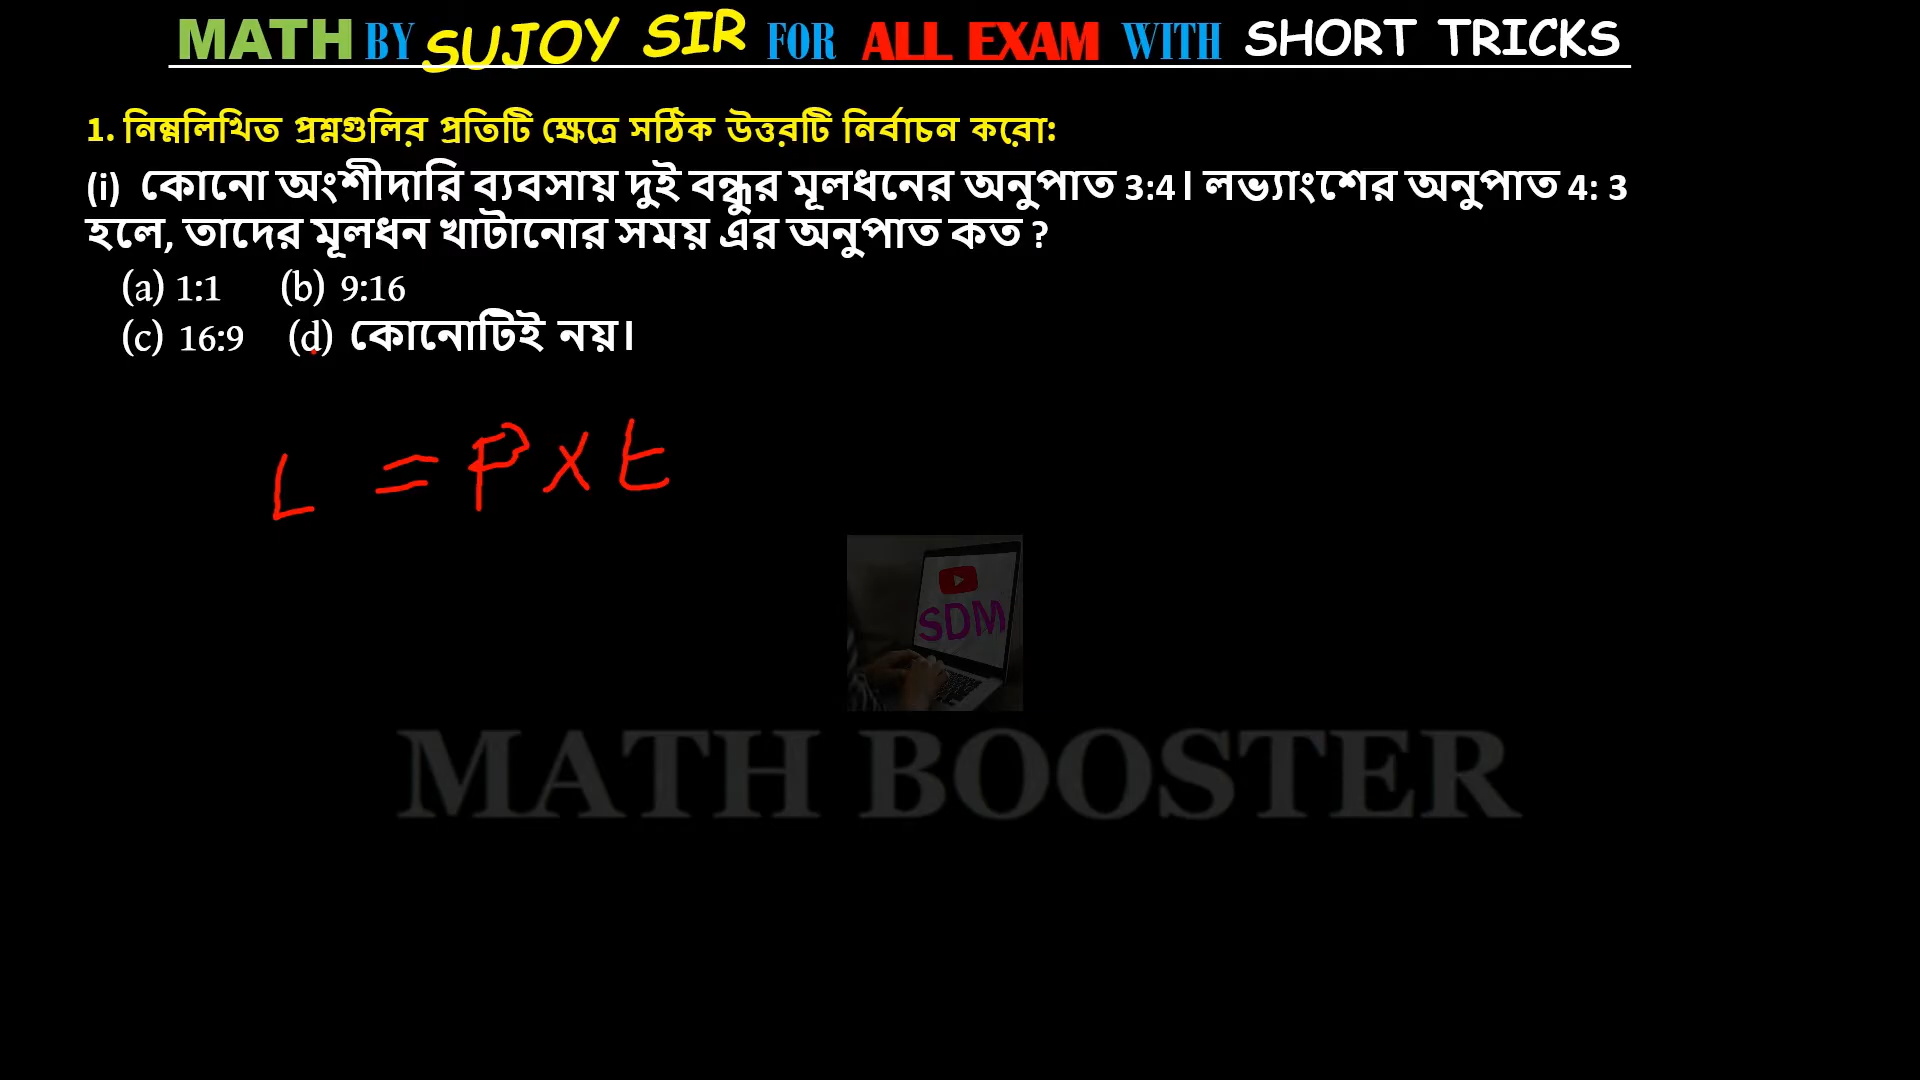 MATH BY SUJOY SIR FOR ALL EXAM WITH SHORT TRICKS
1. নিম্নলিখিত প্রশ্নগুলির প্রতিটি ক্ষেত্রে সঠিক উত্তরটি নির্বাচন করো:
(i) কোনো অংশীদারি ব্যবসায় দুই বন্ধুর মূলধনের অনুপাত 3:4। লভ্যাংশের অনুপাত 4: 3
হলে, তাদের মূলধন খাটানোর সময় এর অনুপাত কত ?
(a) 1:1 (b) 9:16
(c) 16:9 (d) কোনোটিই নয়।
L = P × t
SDM
MATH BOOSTER